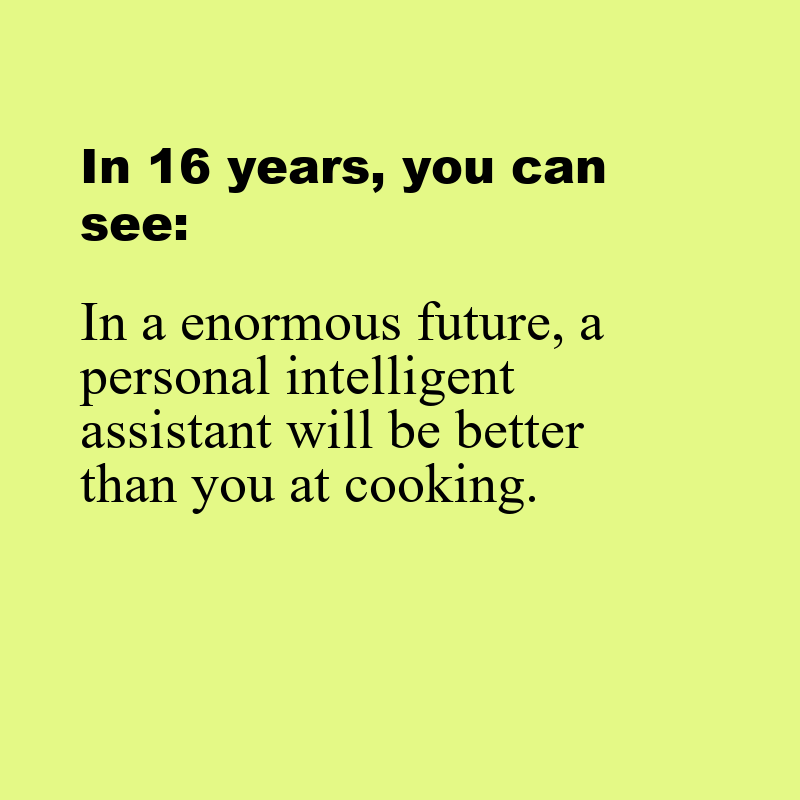 In 16 years, you can
see:
In a enormous future, a
personal intelligent
assistant will be better
than you at cooking.